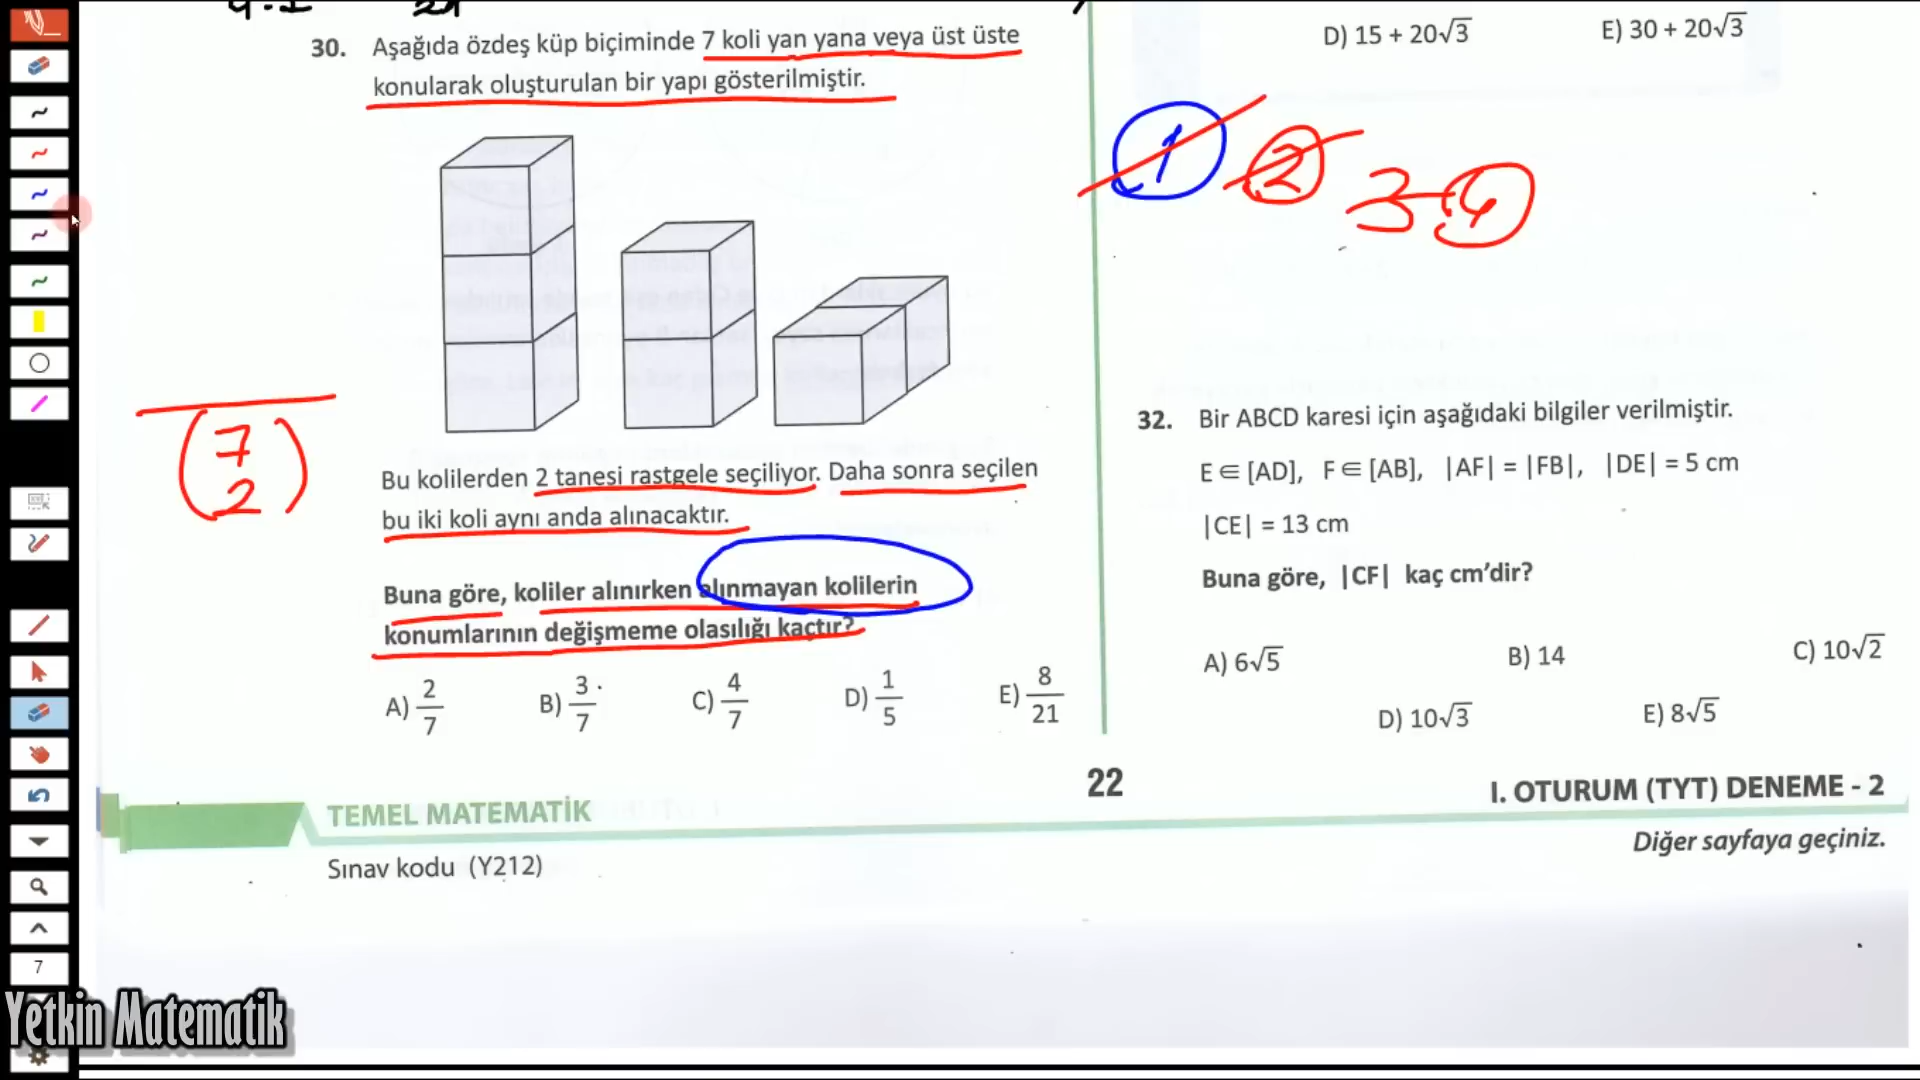 30. Aşağıda özdeş küp biçiminde 7 koli yan yana veya üst üste
konularak oluşturulan bir yapı gösterilmiştir.
(7
2)
Bu kolilerden 2 tanesi rastgele seçiliyor. Daha sonra seçilen
bu iki koli aynı anda alınacaktır.
Buna göre, koliler alınırken alınmayan kolilerin
konumlarının değişmeme olasılığı kaçtır?
A) 2/7 B) 3/7 C) 4/7 D) 1/5 E) 8/21
D) 15 + 20√3 E) 30 + 20√3
1 2 3-4
32. Bir ABCD karesi için aşağıdaki bilgiler verilmiştir.
E ∈ [AD], F ∈ [AB], |AF| = |FB|, |DE| = 5 cm
|CE| = 13 cm
Buna göre, |CF| kaç cm'dir?
A) 6√5 B) 14 C) 10√2
D) 10√3 E) 8√5
22
TEMEL MATEMATİK
I. OTURUM (TYT) DENEME - 2
Sınav kodu (Y212)
Diğer sayfaya geçiniz.
7
Yetkin Matematik